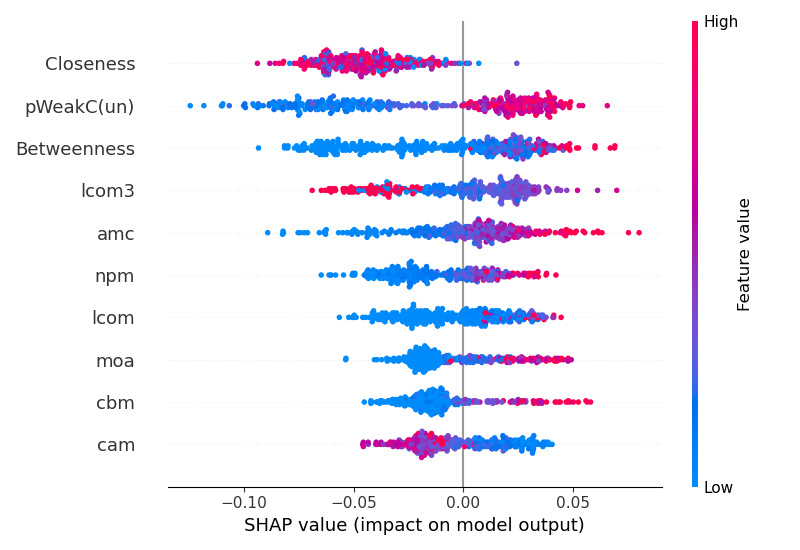 High
Closeness
pWeakC(un)
Betweenness
lcom3
amc
npm
lcom
moa
cbm
cam
Feature value
Low
−0.10
−0.05
0.00
0.05
SHAP value (impact on model output)